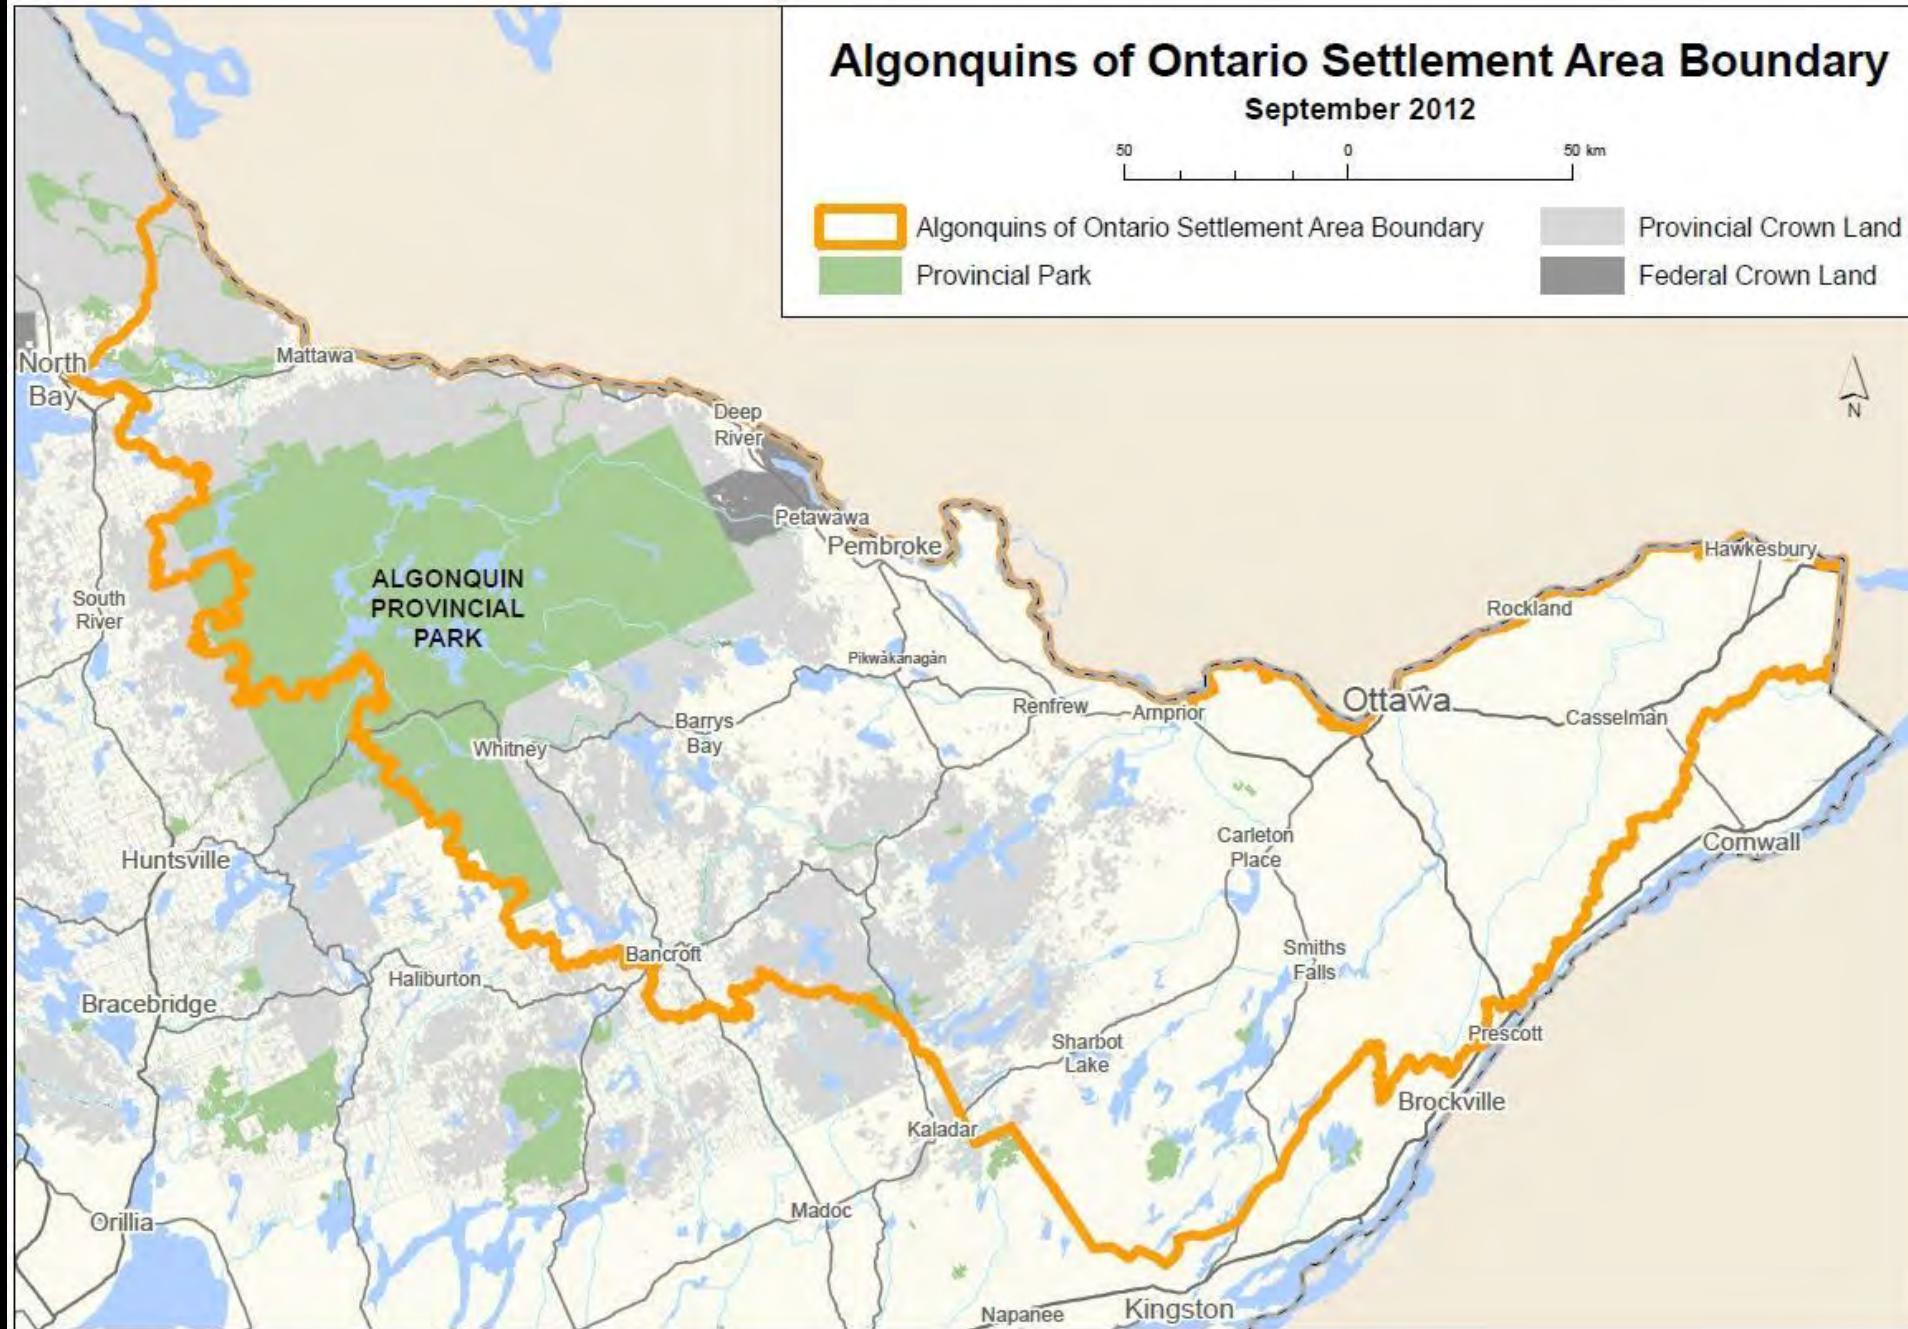 Algonquins of Ontario Settlement Area Boundary
September 2012
50 0 50 km
Algonquins of Ontario Settlement Area Boundary
Provincial Crown Land
Provincial Park
Federal Crown Land
N
North
Bay
Mattawa
Deep
River
Petawawa
Pembroke
Hawkesbury
ALGONQUIN
PROVINCIAL
PARK
South
River
Rockland
Pikwàkanagàn
Renfrew
Arnprior
Ottawa
Casselman
Barrys
Bay
Whitney
Huntsville
Carleton
Place
Cornwall
Bancroft
Haliburton
Smiths
Falls
Bracebridge
Sharbot
Lake
Prescott
Brockville
Kaladar
Madoc
Orillia
Napanee
Kingston